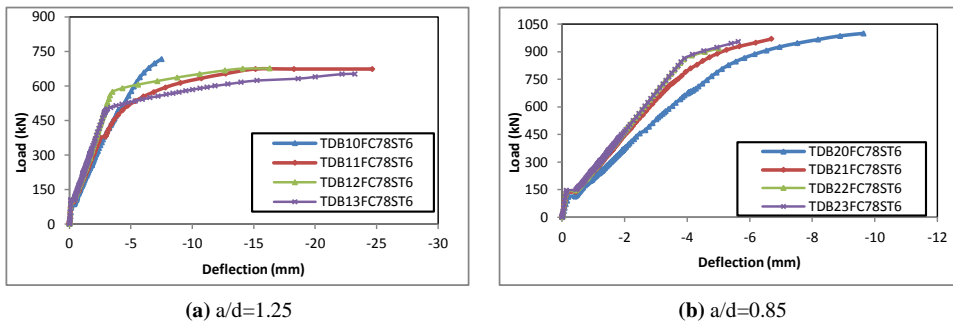 900
750
600
450
300
150
0
Load (kN)
TDB10FC78ST6
TDB11FC78ST6
TDB12FC78ST6
TDB13FC78ST6
0 -5 -10 -15 -20 -25 -30
Deflection (mm)
(a) a/d=1.25
1050
900
750
600
450
300
150
0
Load (kN)
TDB20FC78ST6
TDB21FC78ST6
TDB22FC78ST6
TDB23FC78ST6
0 -2 -4 -6 -8 -10 -12
Deflection (mm)
(b) a/d=0.85